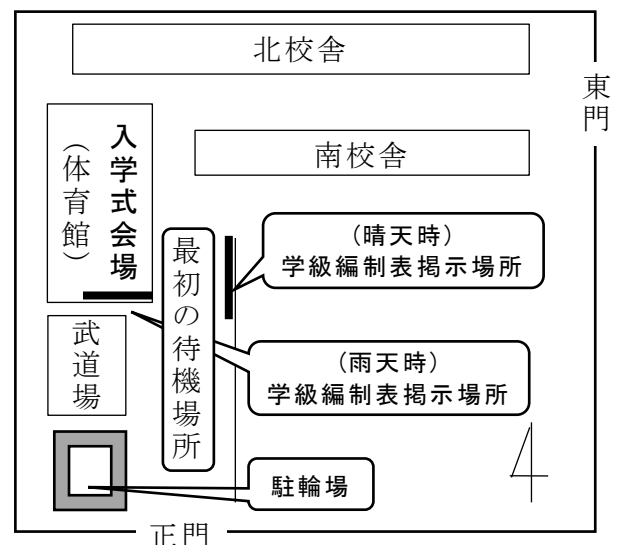 北校舎
東門
南校舎
入学式会場
（体育館）
最初の待機場所
（晴天時）
学級編制表掲示場所
武道場
（雨天時）
学級編制表掲示場所
駐輪場
正門